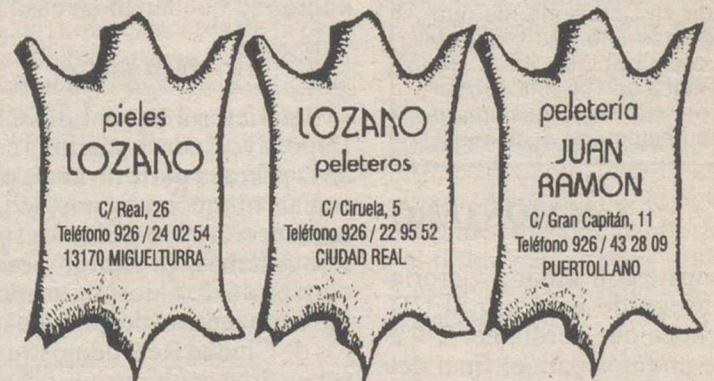 pieles
LOZANO
C/ Real, 26
Teléfono 926 / 24 02 54
13170 MIGUELTURRA
LOZANO
peleteros
C/ Ciruela, 5
Teléfono 926 / 22 95 52
CIUDAD REAL
peletería
JUAN
RAMON
C/ Gran Capitán, 11
Teléfono 926 / 43 28 09
PUERTOLLANO